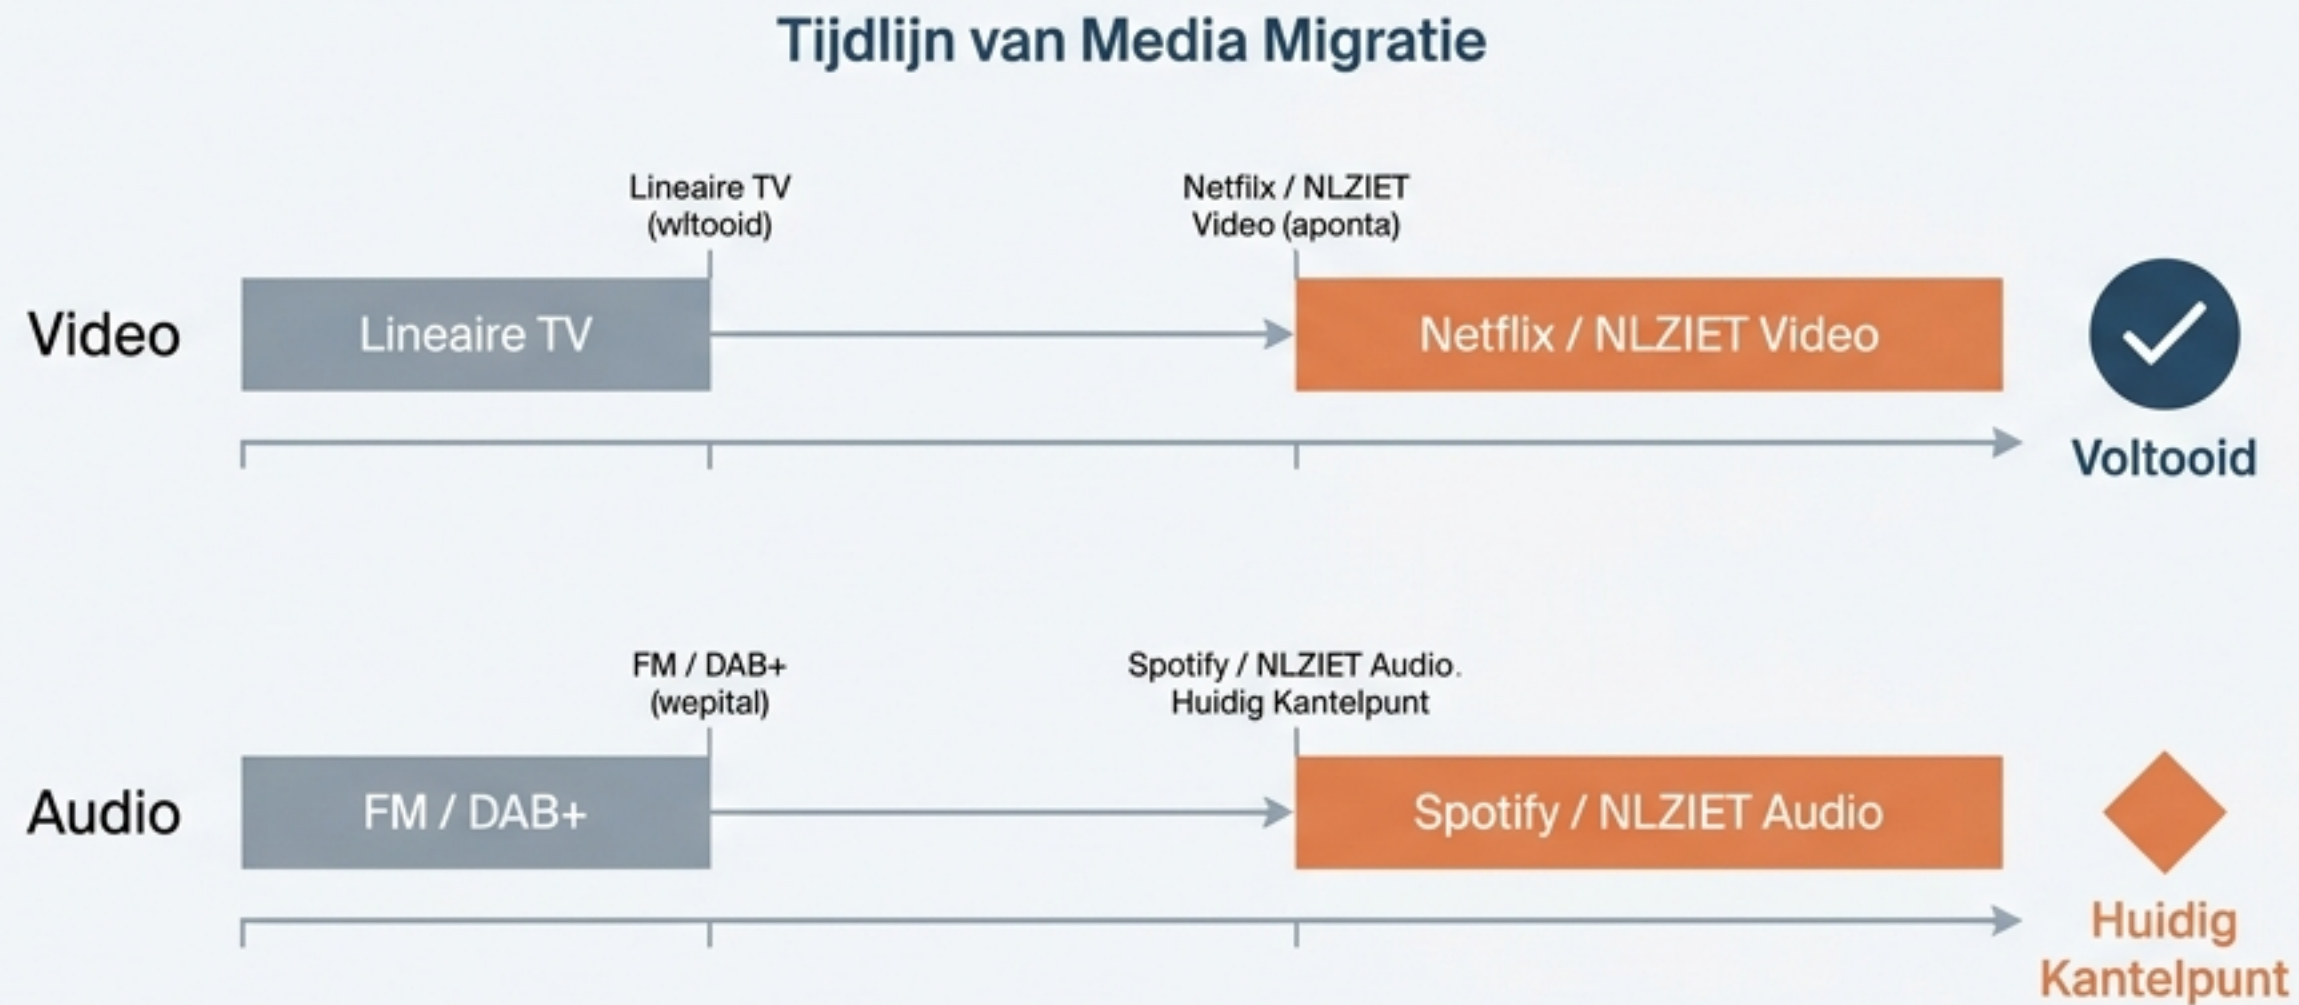 Tijdlijn van Media Migratie
Lineaire TV
(wltooid)
Netfilx / NLZIET
Video (aponta)
Video
Lineaire TV
Netflix / NLZIET Video
Voltooid
FM / DAB+
(wepital)
Spotify / NLZIET Audio.
Huidig Kantelpunt
Audio
FM / DAB+
Spotify / NLZIET Audio
Huidig
Kantelpunt